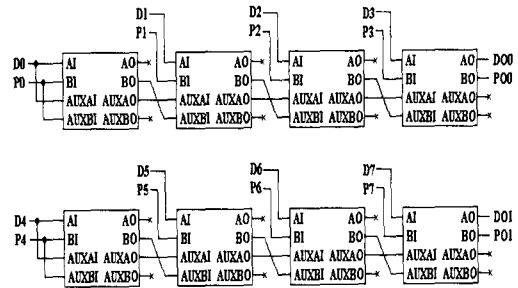 D1 D2 D3
P1 P2 P3
D0 AI AO AI AO AI AO AI AO DO0
P0 BI BO BI BO BI BO BI BO PO0
AUXAI AUXAO AUXAI AUXAO AUXAI AUXAO AUXAI AUXAO
AUXBI AUXBO AUXBI AUXBO AUXBI AUXBO AUXBI AUXBO
D5 D6 D7
P5 P6 P7
D4 AI AO AI AO AI AO AI AO DO1
P4 BI BO BI BO BI BO BI BO PO1
AUXAI AUXAO AUXAI AUXAO AUXAI AUXAO AUXAI AUXAO
AUXBI AUXBO AUXBI AUXBO AUXBI AUXBO AUXBI AUXBO